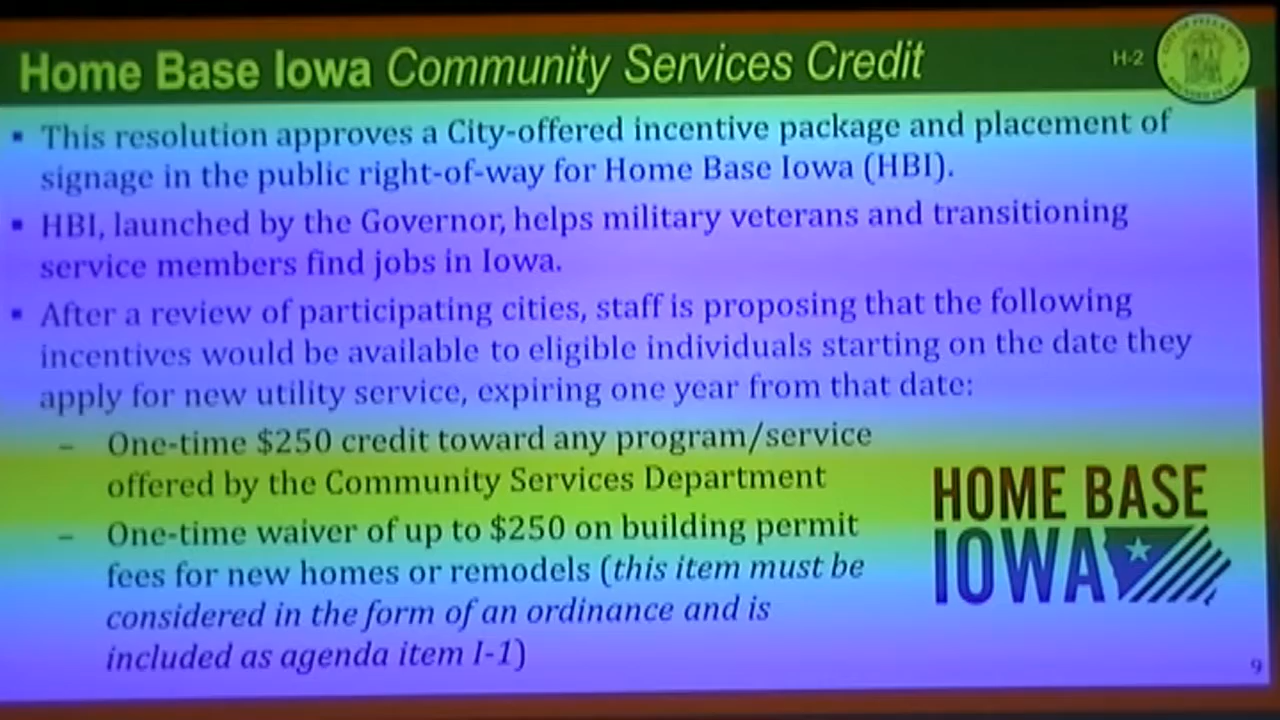 Home Base Iowa Community Services Credit
H-2
▪ This resolution approves a City-offered incentive package and placement of
signage in the public right-of-way for Home Base Iowa (HBI).
▪ HBI, launched by the Governor, helps military veterans and transitioning
service members find jobs in Iowa.
▪ After a review of participating cities, staff is proposing that the following
incentives would be available to eligible individuals starting on the date they
apply for new utility service, expiring one year from that date:
– One-time $250 credit toward any program/service
offered by the Community Services Department
– One-time waiver of up to $250 on building permit
fees for new homes or remodels (this item must be
considered in the form of an ordinance and is
included as agenda item I-1)
HOME BASE
IOWA
9